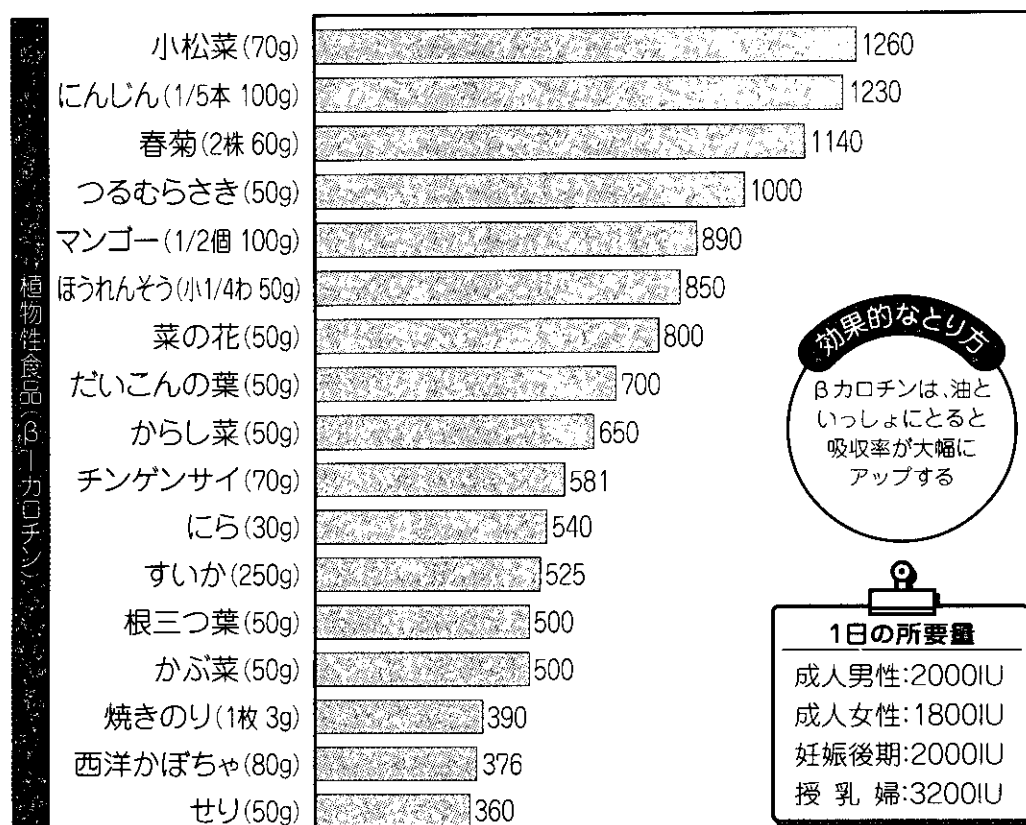 植物性食品(β-カロチン)
小松菜(70g) 1260
にんじん(1/5本 100g) 1230
春菊(2株 60g) 1140
つるむらさき(50g) 1000
マンゴー(1/2個 100g) 890
ほうれんそう(小1/4わ 50g) 850
菜の花(50g) 800
だいこんの葉(50g) 700
からし菜(50g) 650
チンゲンサイ(70g) 581
にら(30g) 540
すいか(250g) 525
根三つ葉(50g) 500
かぶ菜(50g) 500
焼きのり(1枚 3g) 390
西洋かぼちゃ(80g) 376
せり(50g) 360
効果的なとり方
βカロチンは、油と
いっしょにとると
吸収率が大幅に
アップする
1日の所要量
成人男性:2000IU
成人女性:1800IU
妊娠後期:2000IU
授乳婦:3200IU